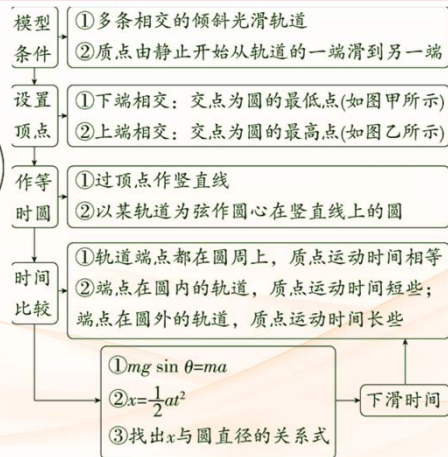 模型
条件
①多条相交的倾斜光滑轨道
②质点由静止开始从轨道的一端滑到另一端
设置
顶点
①下端相交：交点为圆的最低点(如图甲所示)
②上端相交：交点为圆的最高点(如图乙所示)
作等
时圆
①过顶点作竖直线
②以某轨道为弦作圆心在竖直线上的圆
时间
比较
①轨道端点都在圆周上，质点运动时间相等
②端点在圆内的轨道，质点运动时间短些；
端点在圆外的轨道，质点运动时间长些
①mg sin θ=ma
②x=\frac{1}{2}at²
③找出x与圆直径的关系式
下滑时间